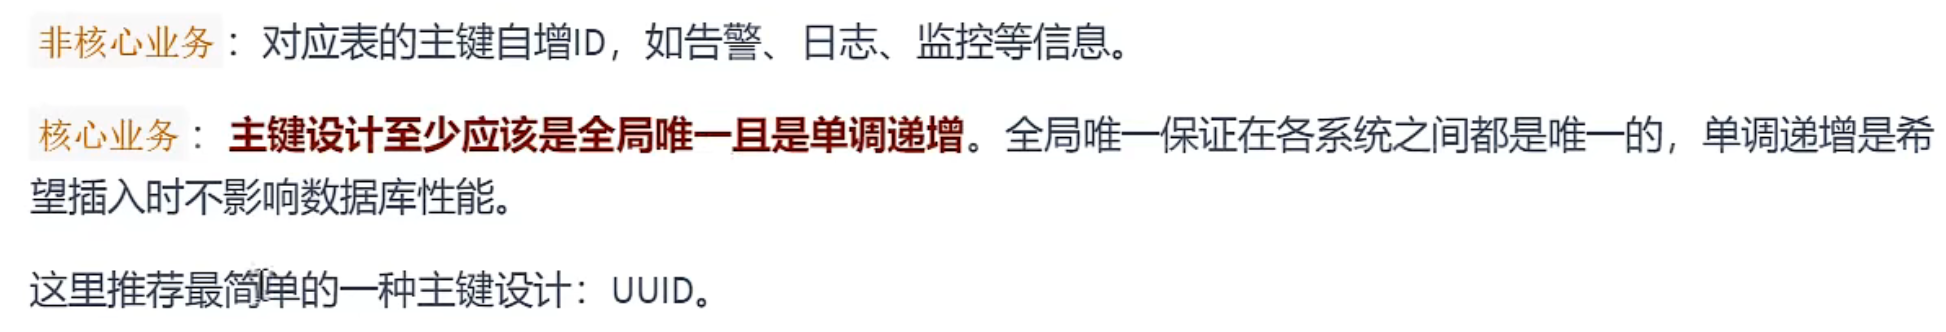 非核心业务：对应表的主键自增ID，如告警、日志、监控等信息。
核心业务：主键设计至少应该是全局唯一且是单调递增。全局唯一保证在各系统之间都是唯一的，单调递增是希
望插入时不影响数据库性能。
这里推荐最简单的一种主键设计：UUID。